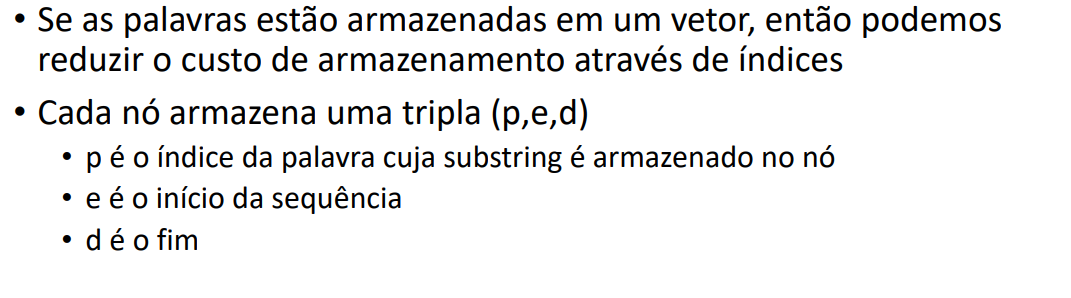 • Se as palavras estão armazenadas em um vetor, então podemos
reduzir o custo de armazenamento através de índices
• Cada nó armazena uma tripla (p,e,d)
• p é o índice da palavra cuja substring é armazenado no nó
• e é o início da sequência
• d é o fim